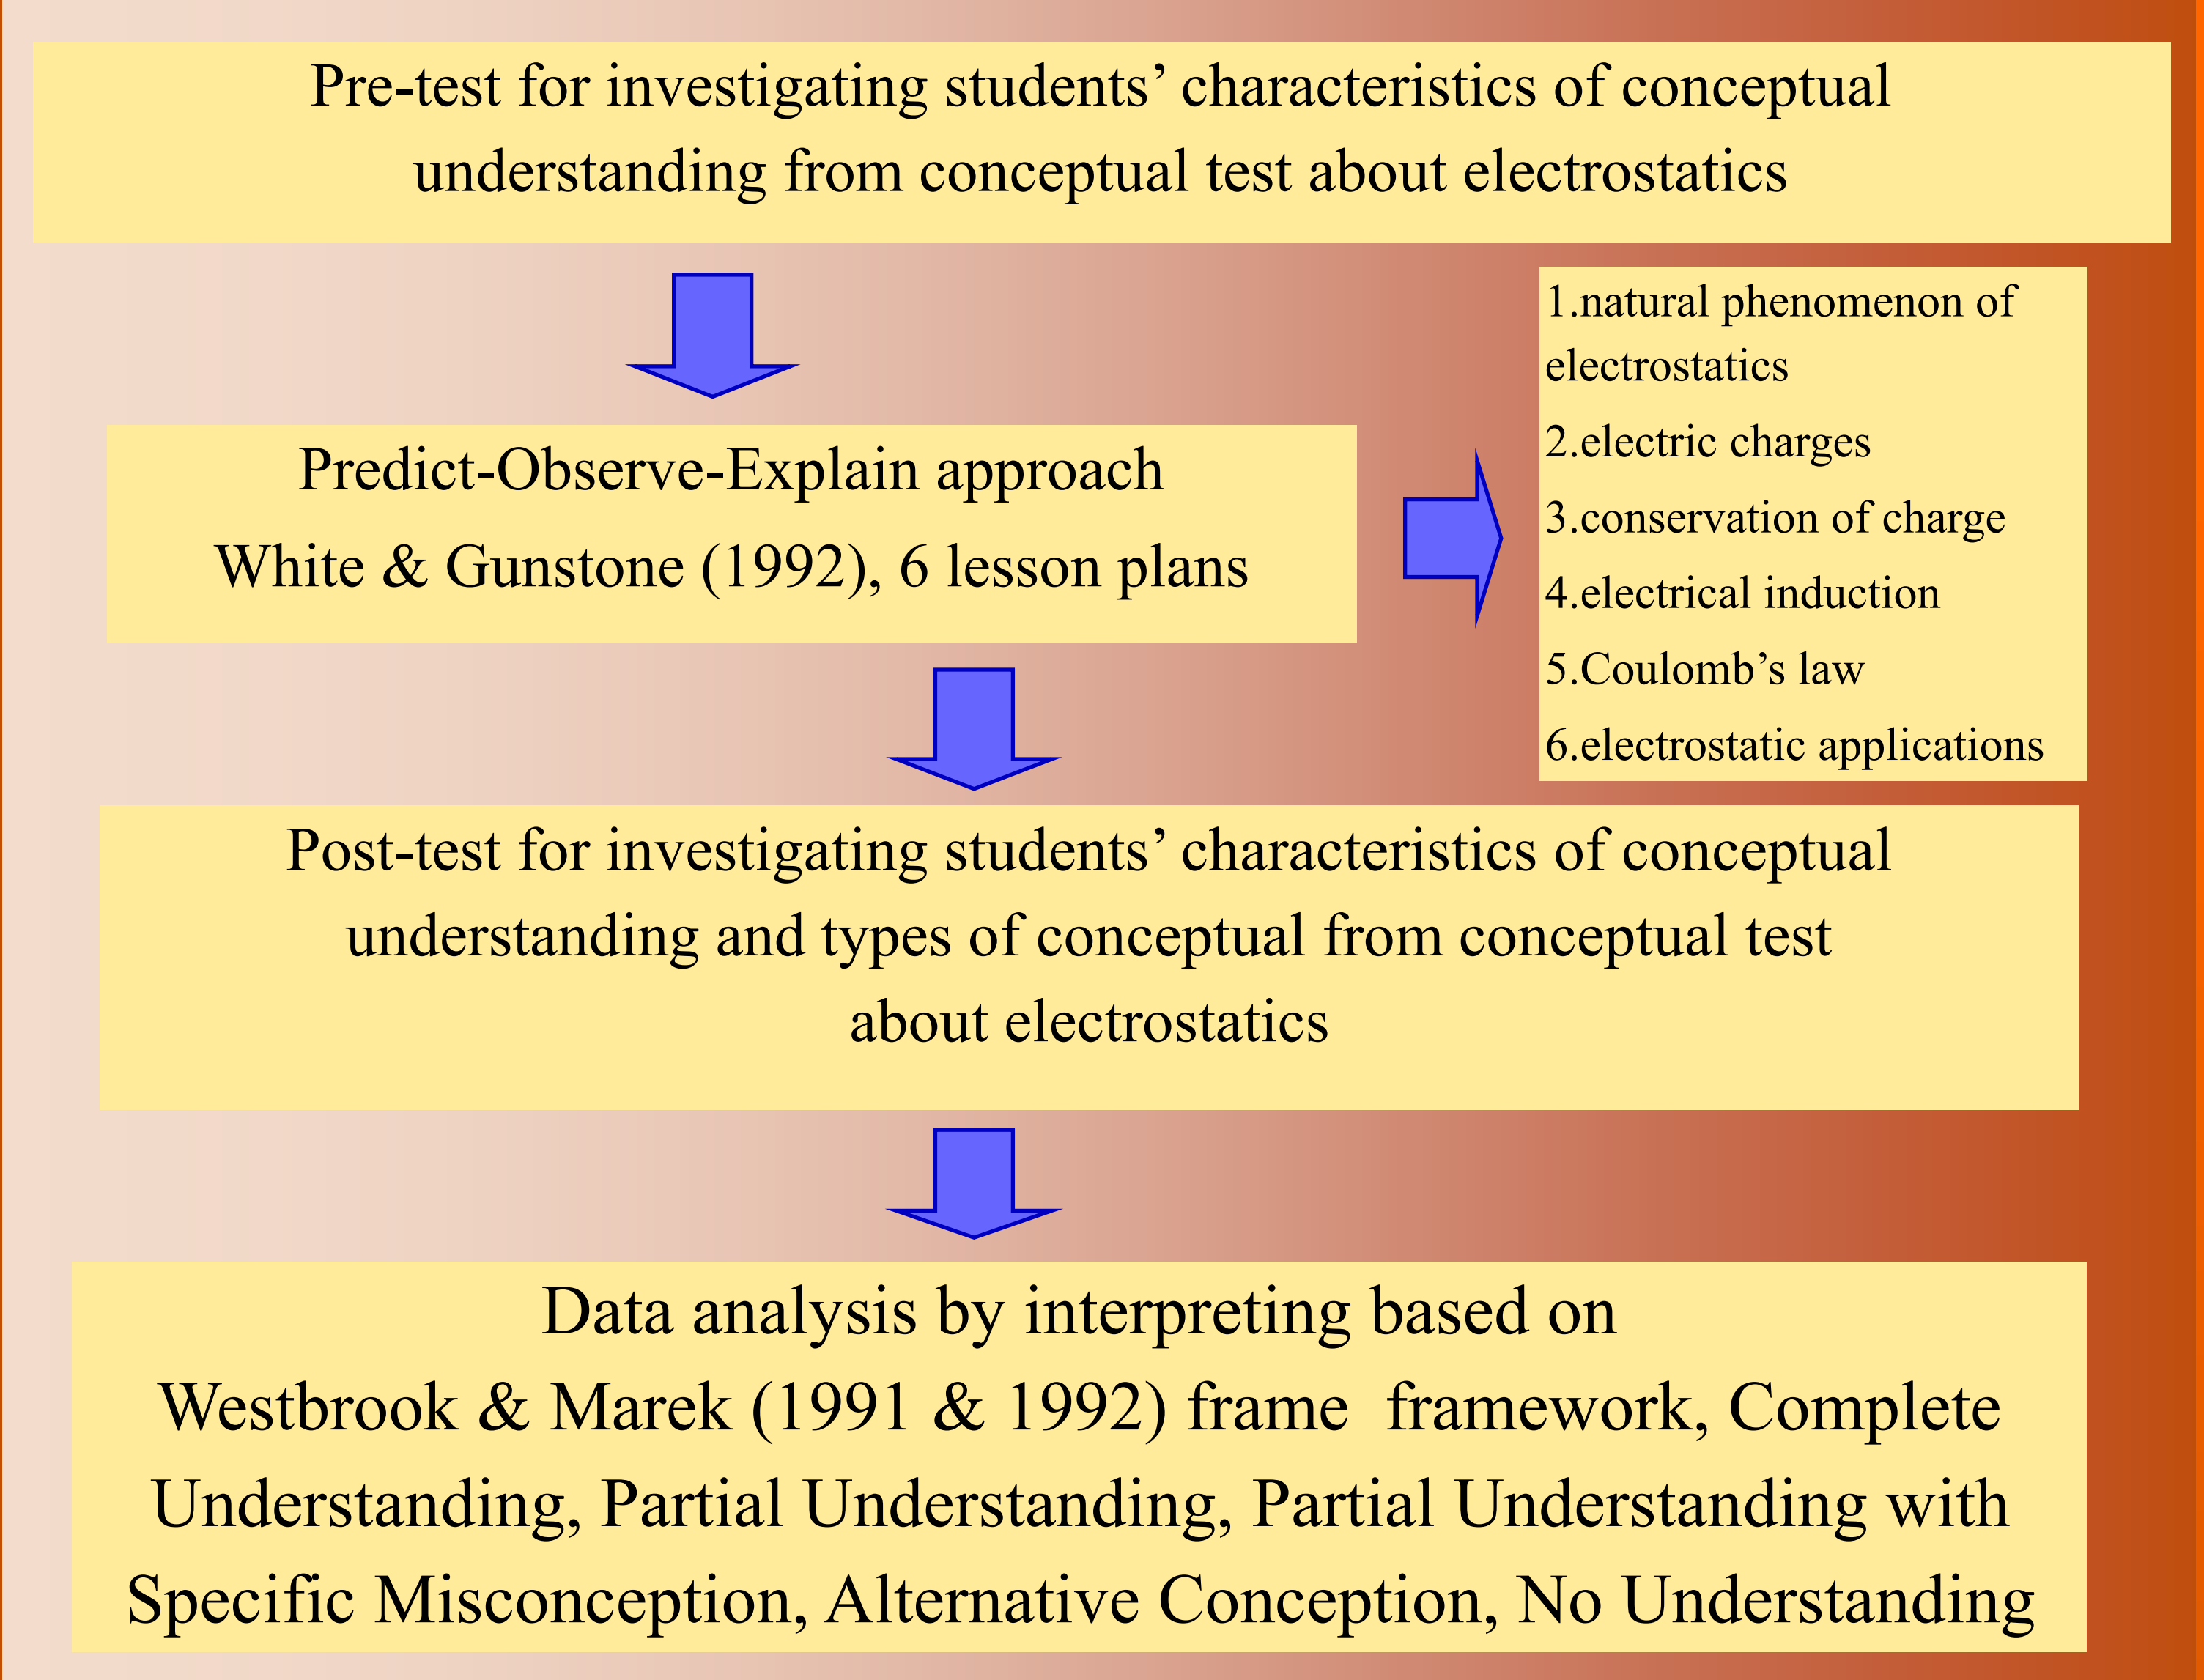 Pre-test for investigating students’ characteristics of conceptual
understanding from conceptual test about electrostatics
1.natural phenomenon of
electrostatics
2.electric charges
3.conservation of charge
4.electrical induction
5.Coulomb’s law
6.electrostatic applications
Predict-Observe-Explain approach
White & Gunstone (1992), 6 lesson plans
Post-test for investigating students’ characteristics of conceptual
understanding and types of conceptual from conceptual test
about electrostatics
Data analysis by interpreting based on
Westbrook & Marek (1991 & 1992) frame  framework, Complete
Understanding, Partial Understanding, Partial Understanding with
Specific Misconception, Alternative Conception, No Understanding